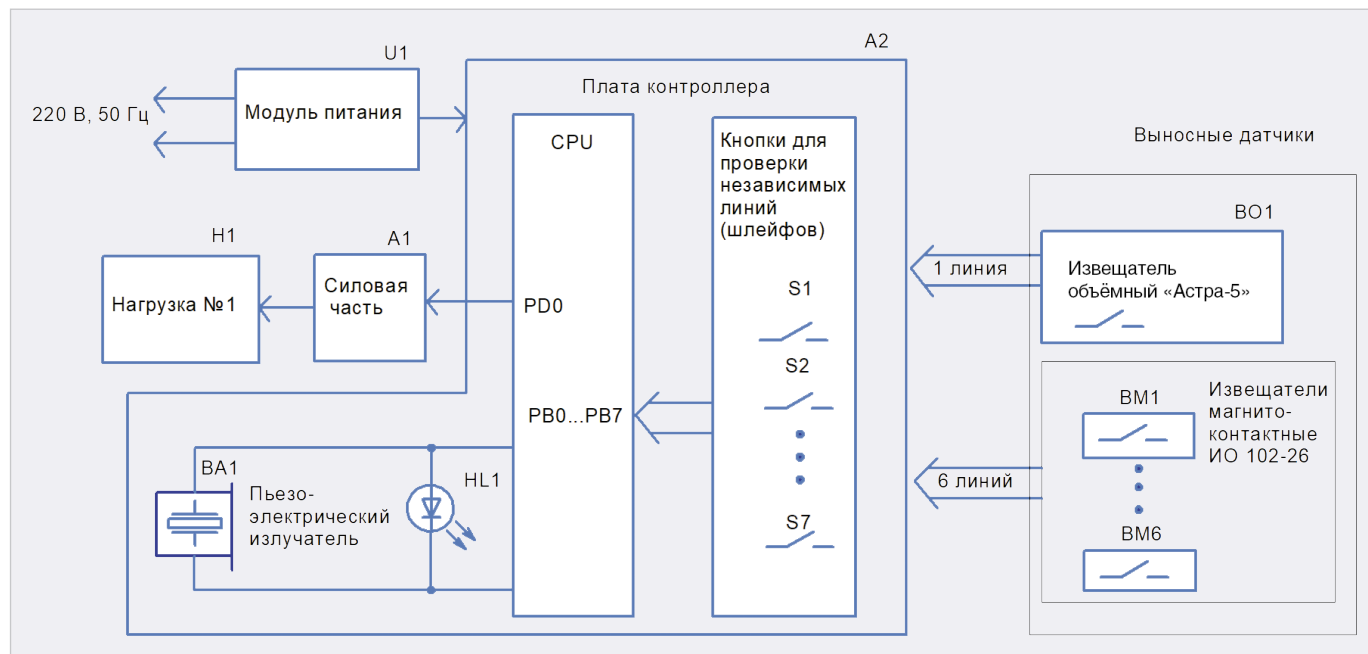 U1
Модуль питания
220 В, 50 Гц
A2
Плата контроллера
CPU
PD0
PB0...PB7
Кнопки для
проверки
независимых
линий
(шлейфов)
S1
S2
S7
H1
Нагрузка №1
A1
Силовая
часть
BA1
Пьезо-
электрический
излучатель
HL1
Выносные датчики
BO1
Извещатель
объёмный «Астра-5»
1 линия
6 линий
BM1
BM6
Извещатели
магнито-
контактные
ИО 102-26